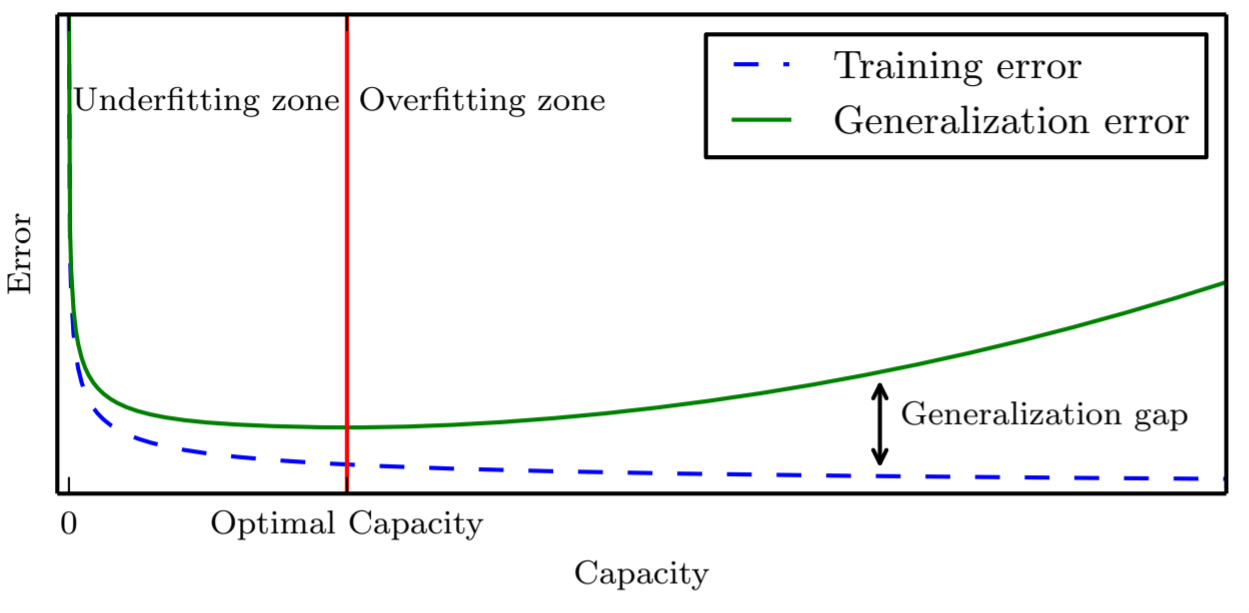 Training error
Generalization error
Underfitting zone
Overfitting zone
Error
Generalization gap
0
Optimal Capacity
Capacity